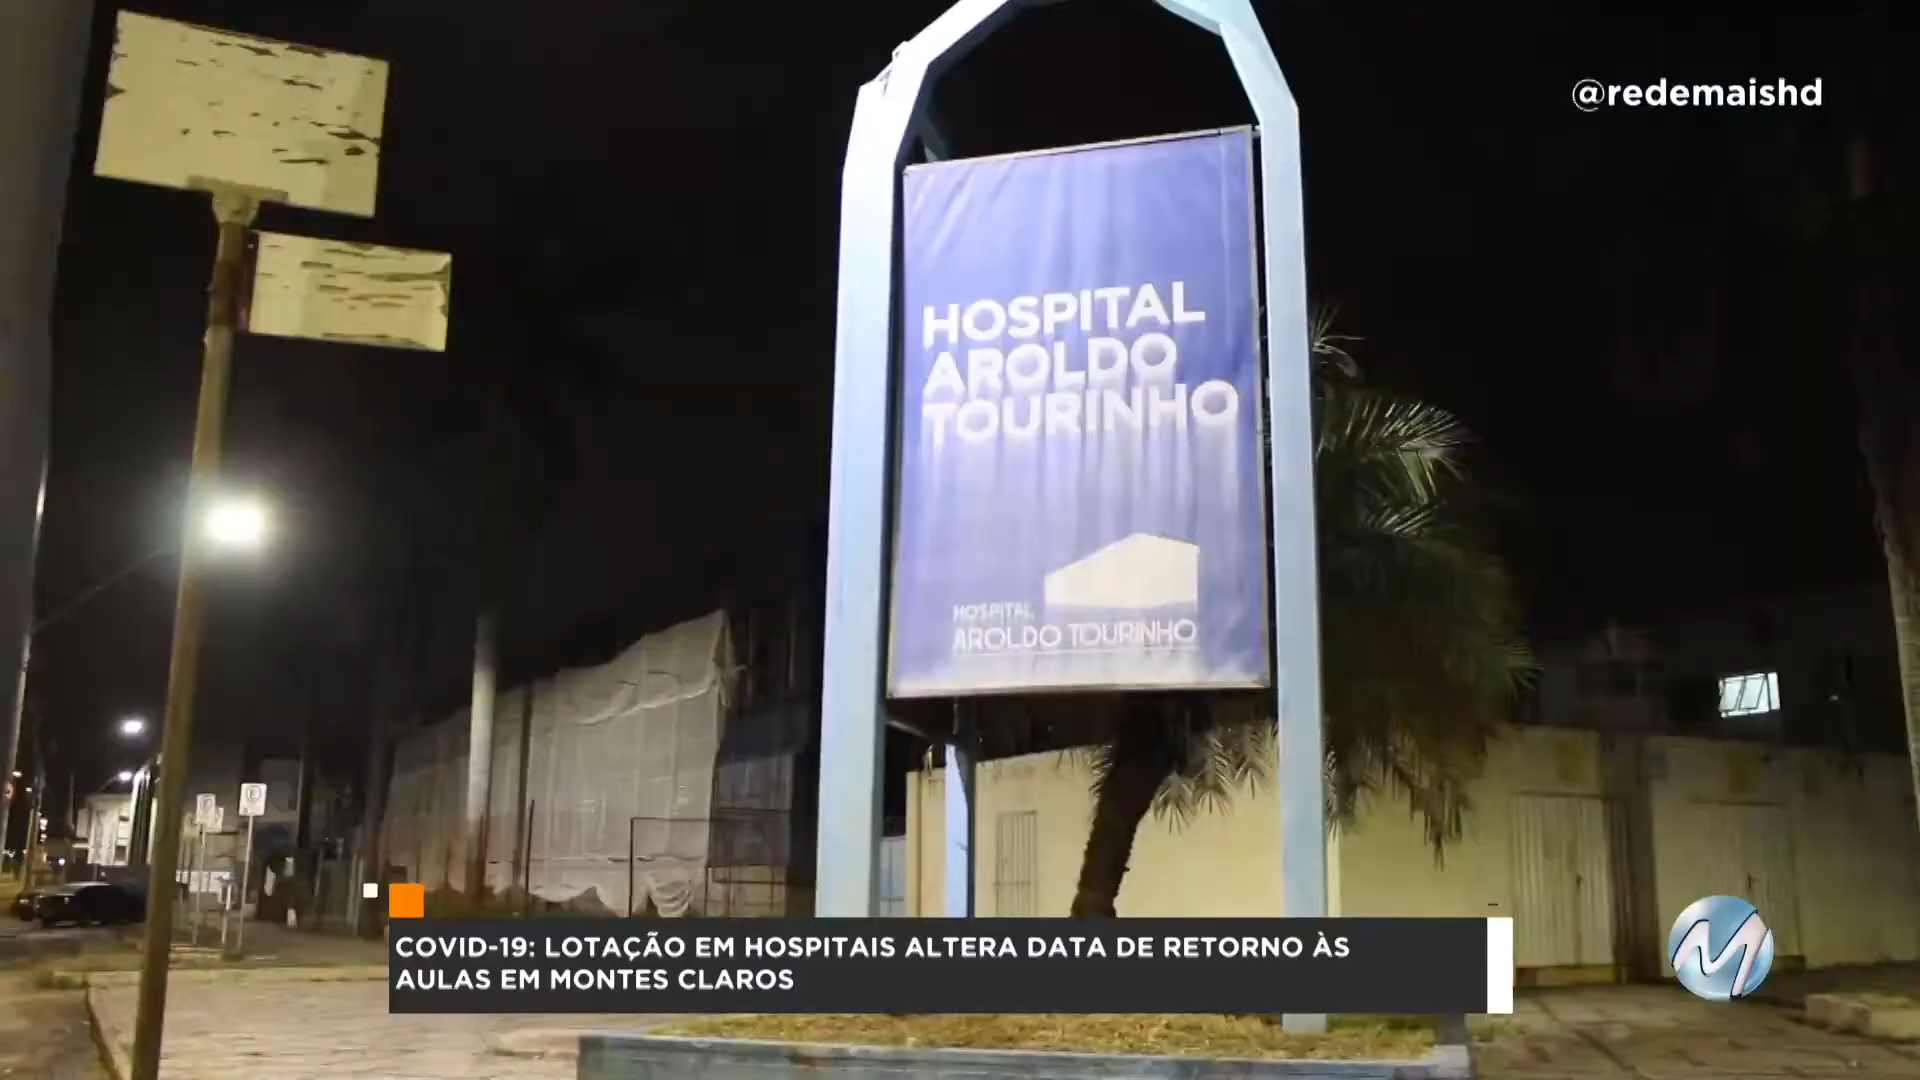 @redemaishd
HOSPITAL
AROLDO
TOURINHO
HOSPITAL
AROLDO TOURINHO
COVID-19: LOTAÇÃO EM HOSPITAIS ALTERA DATA DE RETORNO ÀS
AULAS EM MONTES CLAROS
M